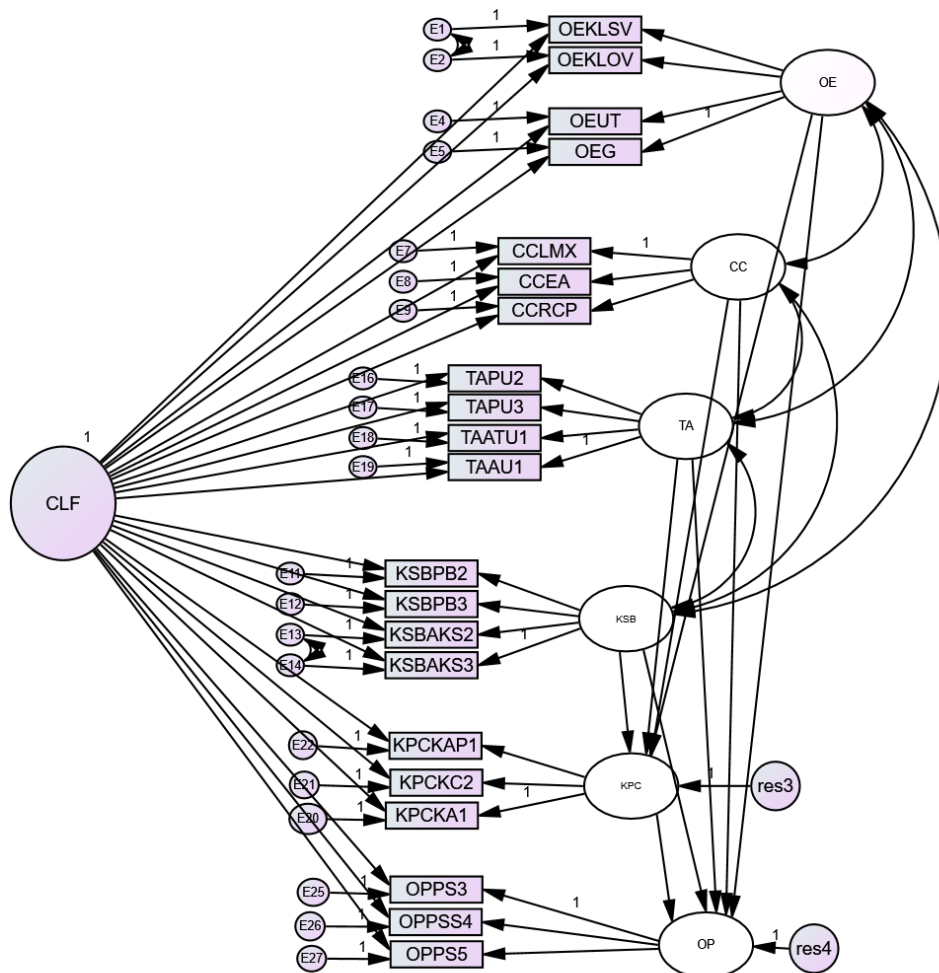 1
E1
OEKLSV
1
E2
OEKLOV
OE
1
E4
OEUT
1
1
E5
OEG
1
E7
CCLMX
1
CC
1
E8
CCEA
1
E9
CCRCP
1
E16
TAPU2
1
E17
TAPU3
TA
1
E18
TAATU1
1
1
E19
TAAU1
1
CLF
1
E11
KSBPB2
1
E12
KSBPB3
KSB
1
E13
KSBAKS2
1
1
E14
KSBAKS3
1
E22
KPCKAP1
1
E21
KPCKC2
KPC
1
res3
1
1
E20
KPCKA1
1
E25
OPPS3
1
1
E26
OPPSS4
OP
1
res4
1
E27
OPPS5